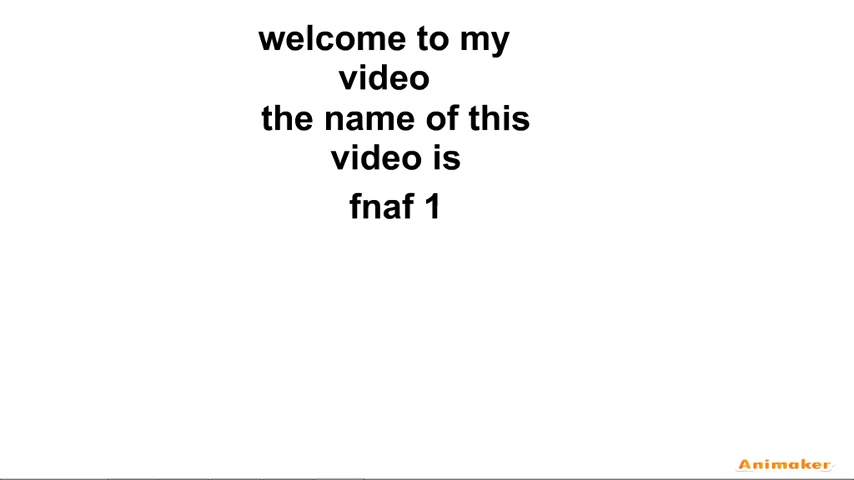 welcome to my
video
the name of this
video is
fnaf 1
Animaker